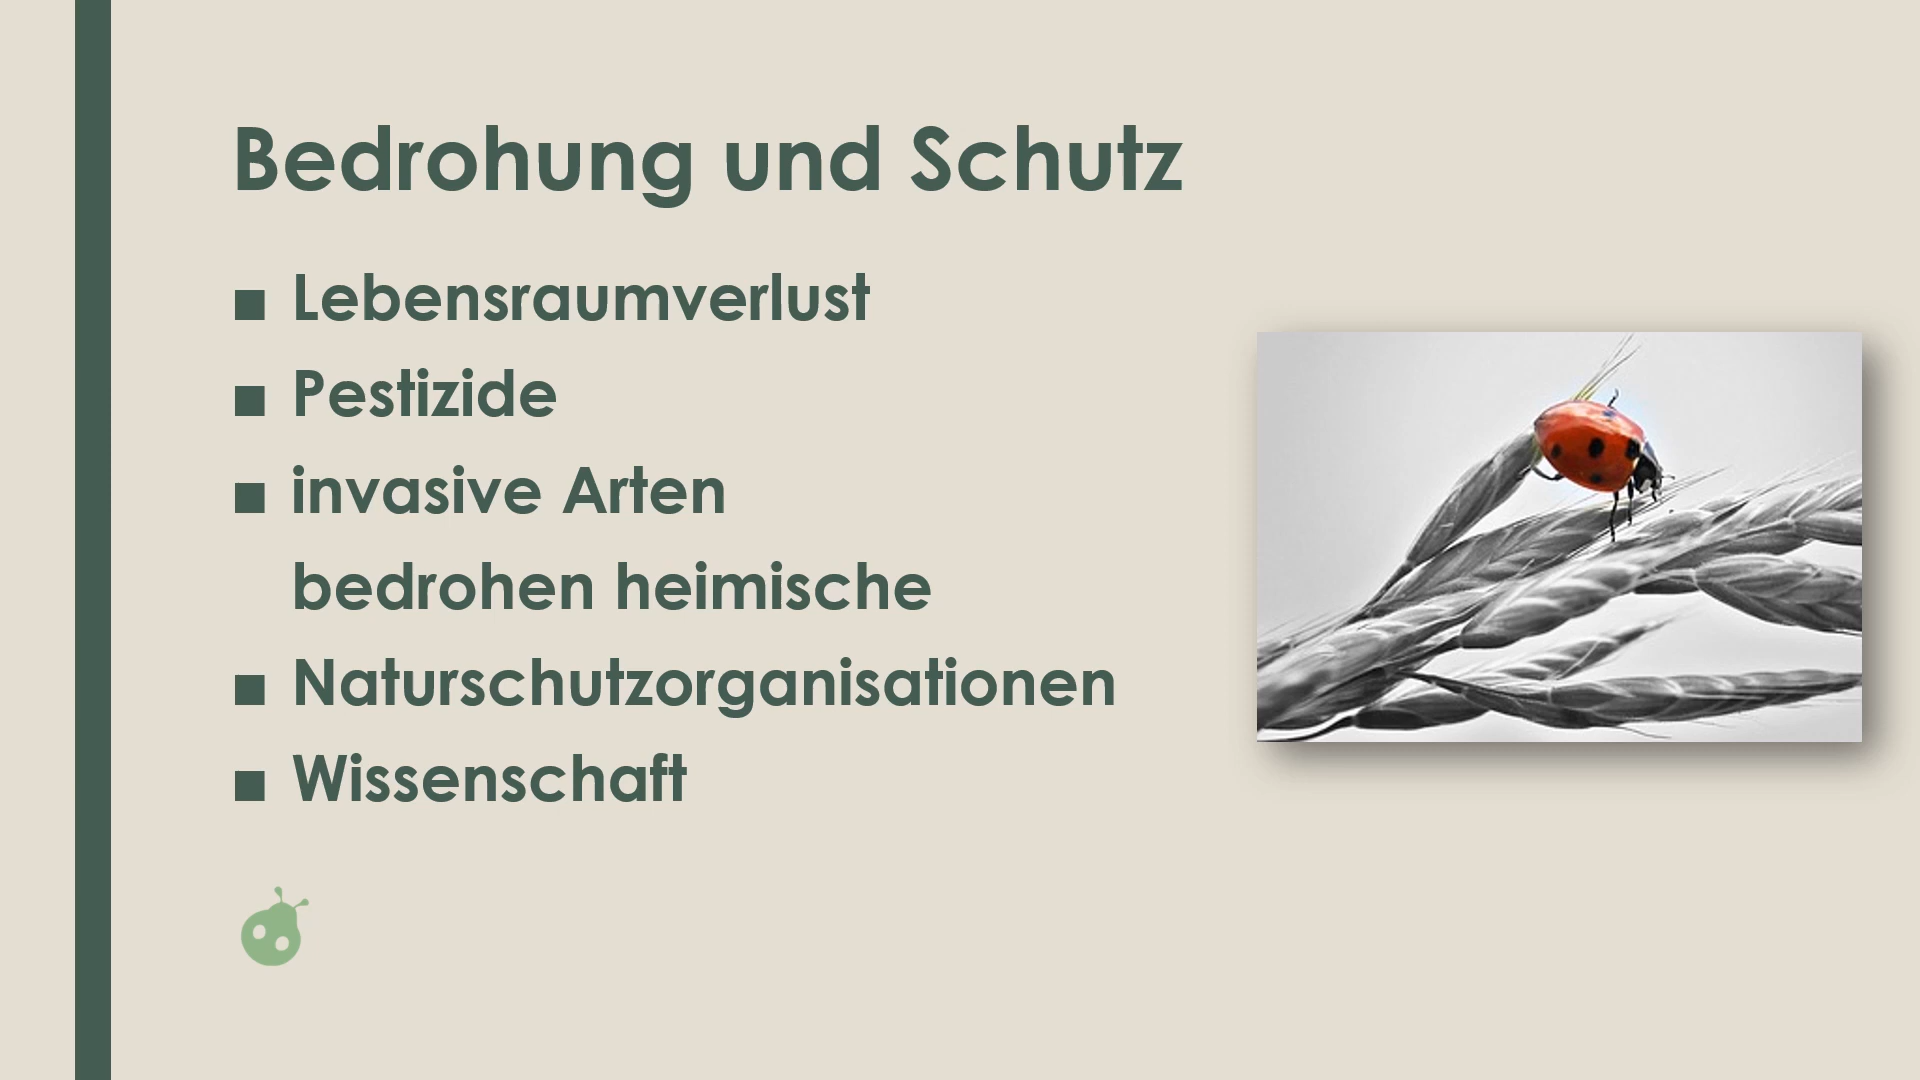 Bedrohung und Schutz
■ Lebensraumverlust
■ Pestizide
■ invasive Arten
bedrohen heimische
■ Naturschutzorganisationen
■ Wissenschaft